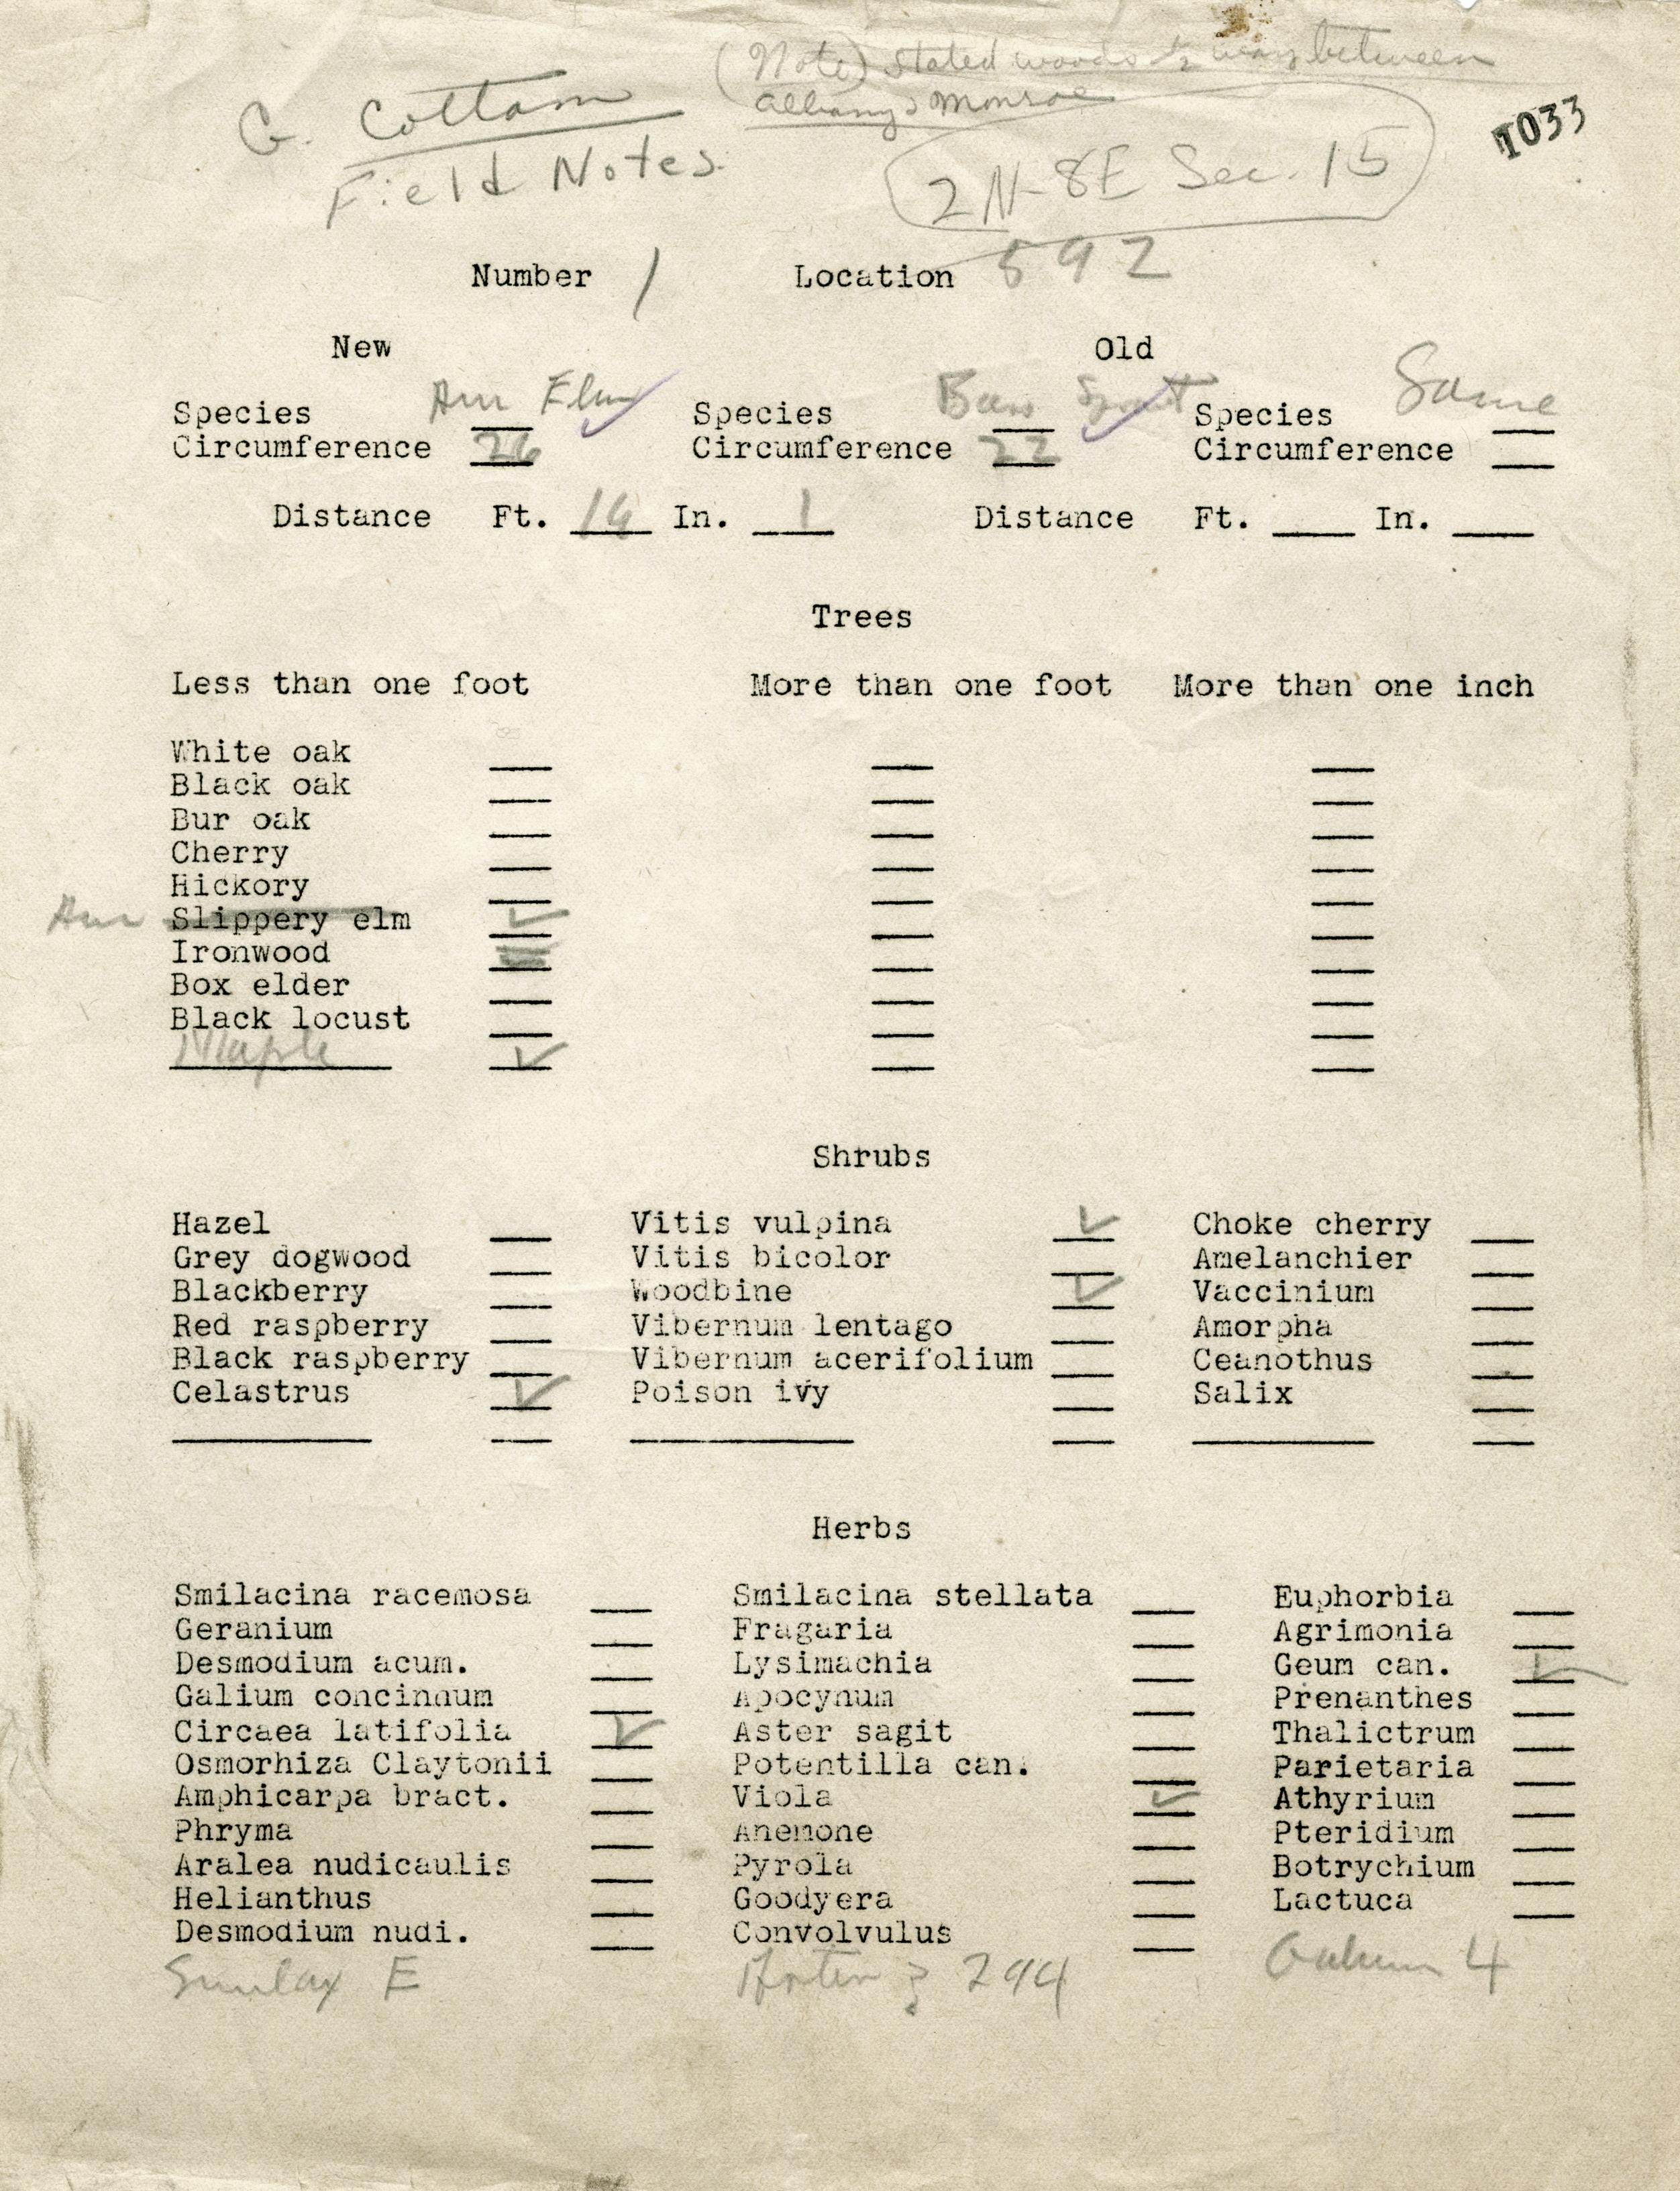 (Note) stated woods ½ way between
G. Cottam Albany & Monroe
1033
Field Notes
2N-8E Sec. 15
Number 1 Location 592
New Old
Species Am Elm Species Bass Species Same
Circumference 26 Circumference 22 Circumference
Distance Ft. 14 In. 1 Distance Ft. In.
Trees
Less than one foot More than one foot More than one inch
White oak
Black oak
Bur oak
Cherry
Hickory
Am Slippery elm ✓
Ironwood
Box elder
Black locust
Maple ✓
Shrubs
Hazel Vitis vulpina ✓ Choke cherry
Grey dogwood Vitis bicolor Amelanchier
Blackberry Woodbine ✓ Vaccinium
Red raspberry Vibernum lentago Amorpha
Black raspberry Vibernum acerifolium Ceanothus
Celastrus ✓ Poison ivy Salix
Herbs
Smilacina racemosa Smilacina stellata Euphorbia
Geranium Fragaria Agrimonia
Desmodium acum. Lysimachia Geum can. ✓
Galium concinnum Apocynum Prenanthes
Circaea latifolia ✓ Aster sagit Thalictrum
Osmorhiza Claytonii Potentilla can. Parietaria
Amphicarpa bract. Viola ✓ Athyrium
Phryma Anemone Pteridium
Aralea nudicaulis Pyrola Botrychium
Helianthus Goodyera Lactuca
Desmodium nudi. Convolvulus
Smilax E 294 Galium 4